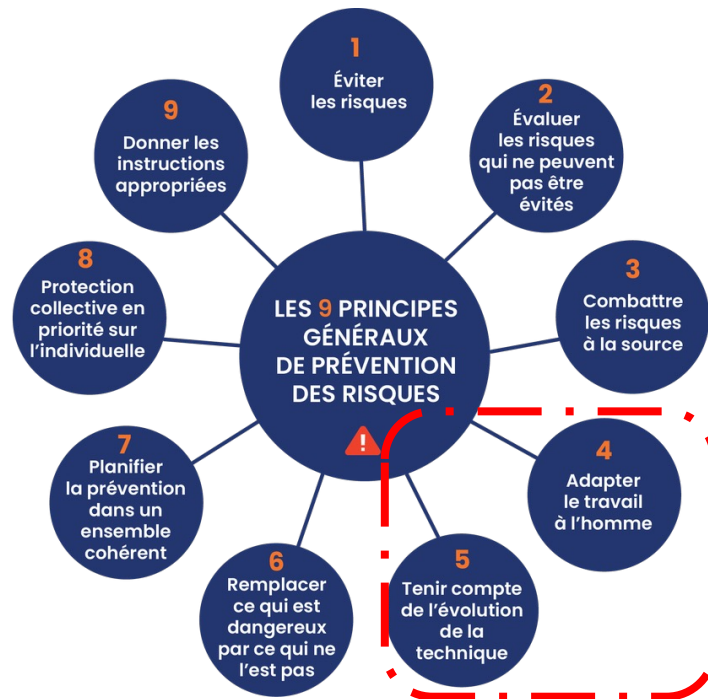 LES 9 PRINCIPES
GÉNÉRAUX
DE PRÉVENTION
DES RISQUES
!
1
Éviter
les risques
2
Évaluer
les risques
qui ne peuvent
pas être
évités
3
Combattre
les risques
à la source
4
Adapter
le travail
à l'homme
5
Tenir compte
de l'évolution
de la
technique
6
Remplacer
ce qui est
dangereux
par ce qui ne
l'est pas
7
Planifier
la prévention
dans un
ensemble
cohérent
8
Protection
collective en
priorité sur
l'individuelle
9
Donner les
instructions
appropriées